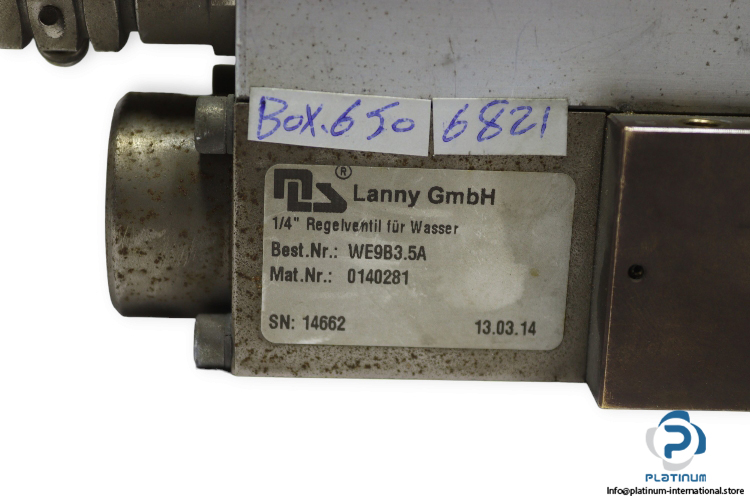 Box.650 6821
MLS ® Lanny GmbH
1/4" Regelventil für Wasser
Best.Nr.: WE9B3.5A
Mat.Nr.: 0140281
SN: 14662 13.03.14
PLATINUM
Info@platinum-international.store